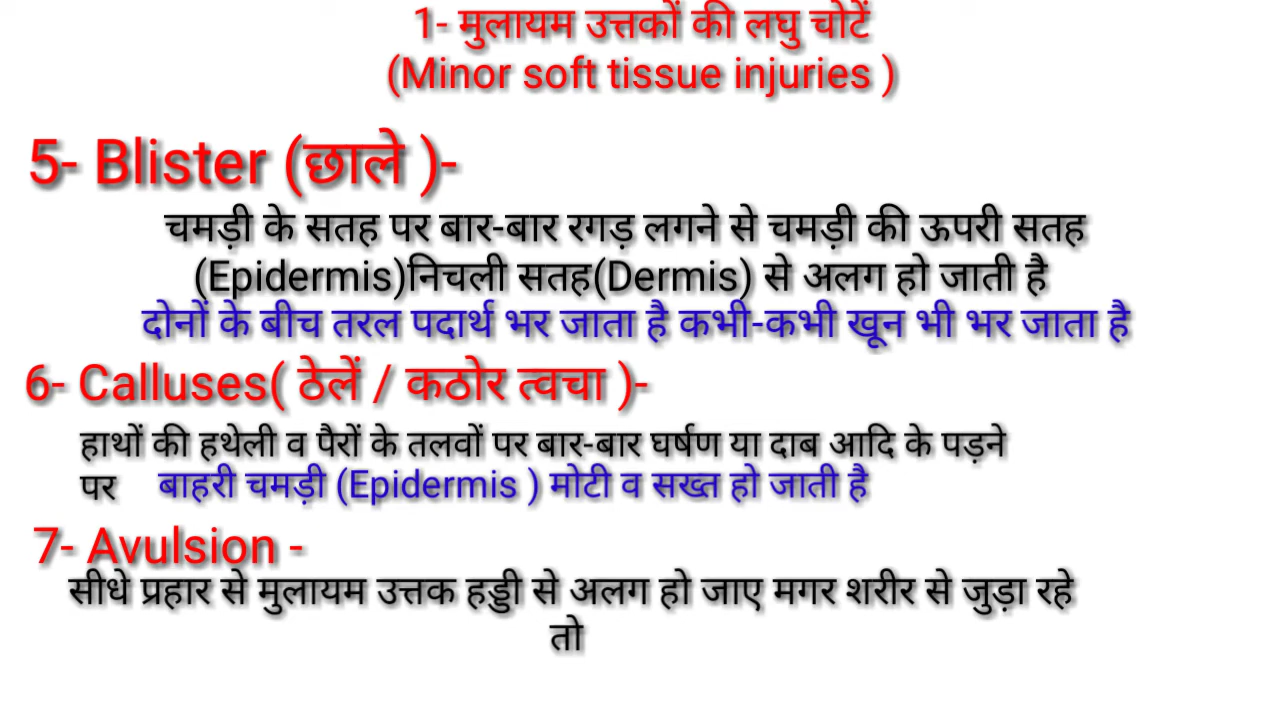 1- मुलायम उत्तकों की लघु चोटें
(Minor soft tissue injuries )
5- Blister (छाले )-
चमड़ी के सतह पर बार-बार रगड़ लगने से चमड़ी की ऊपरी सतह
(Epidermis)निचली सतह(Dermis) से अलग हो जाती है
दोनों के बीच तरल पदार्थ भर जाता है कभी-कभी खून भी भर जाता है
6- Calluses( ठेलें / कठोर त्वचा )-
हाथों की हथेली व पैरों के तलवों पर बार-बार घर्षण या दाब आदि के पड़ने
पर बाहरी चमड़ी (Epidermis ) मोटी व सख्त हो जाती है
7- Avulsion -
सीधे प्रहार से मुलायम उत्तक हड्डी से अलग हो जाए मगर शरीर से जुड़ा रहे
तो